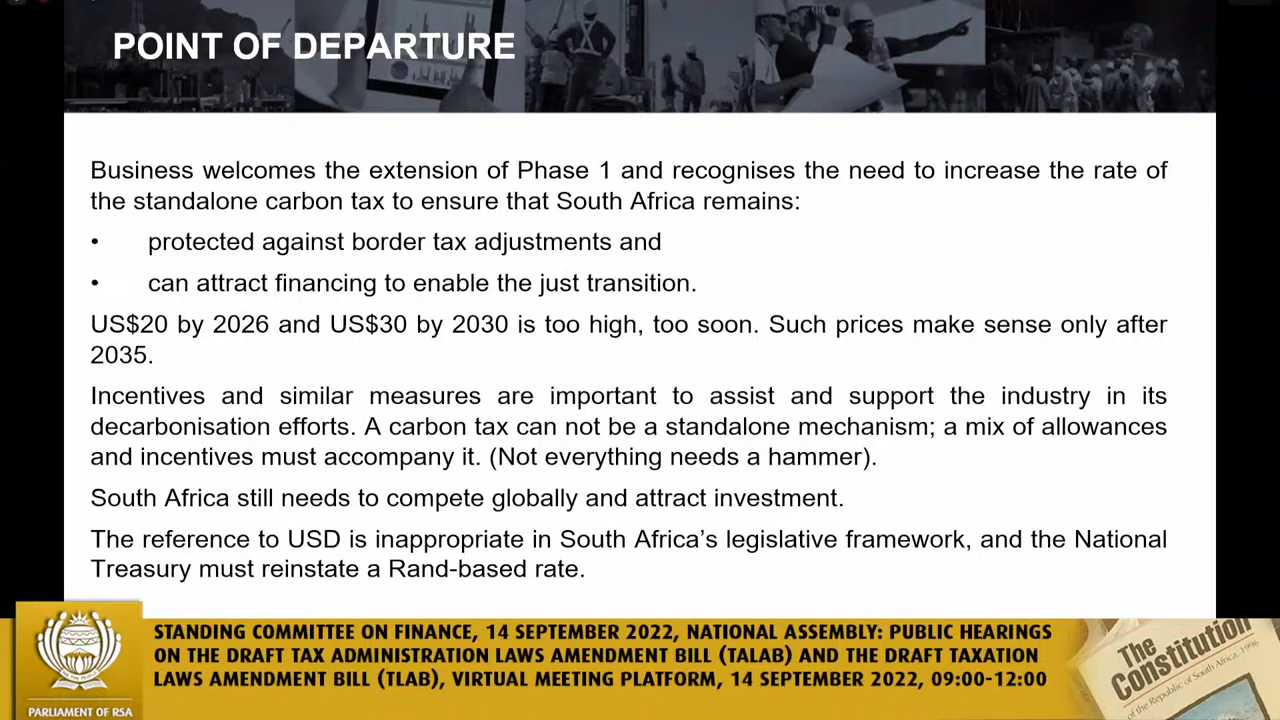 POINT OF DEPARTURE
Business welcomes the extension of Phase 1 and recognises the need to increase the rate of
the standalone carbon tax to ensure that South Africa remains:
• protected against border tax adjustments and
• can attract financing to enable the just transition.
US$20 by 2026 and US$30 by 2030 is too high, too soon. Such prices make sense only after
2035.
Incentives and similar measures are important to assist and support the industry in its
decarbonisation efforts. A carbon tax can not be a standalone mechanism; a mix of allowances
and incentives must accompany it. (Not everything needs a hammer).
South Africa still needs to compete globally and attract investment.
The reference to USD is inappropriate in South Africa's legislative framework, and the National
Treasury must reinstate a Rand-based rate.
STANDING COMMITTEE ON FINANCE, 14 SEPTEMBER 2022, NATIONAL ASSEMBLY: PUBLIC HEARINGS
ON THE DRAFT TAX ADMINISTRATION LAWS AMENDMENT BILL (TALAB) AND THE DRAFT TAXATION
LAWS AMENDMENT BILL (TLAB), VIRTUAL MEETING PLATFORM, 14 SEPTEMBER 2022, 09:00-12:00
PARLIAMENT OF RSA
The
Constitution
of the Republic of South Africa, 1996